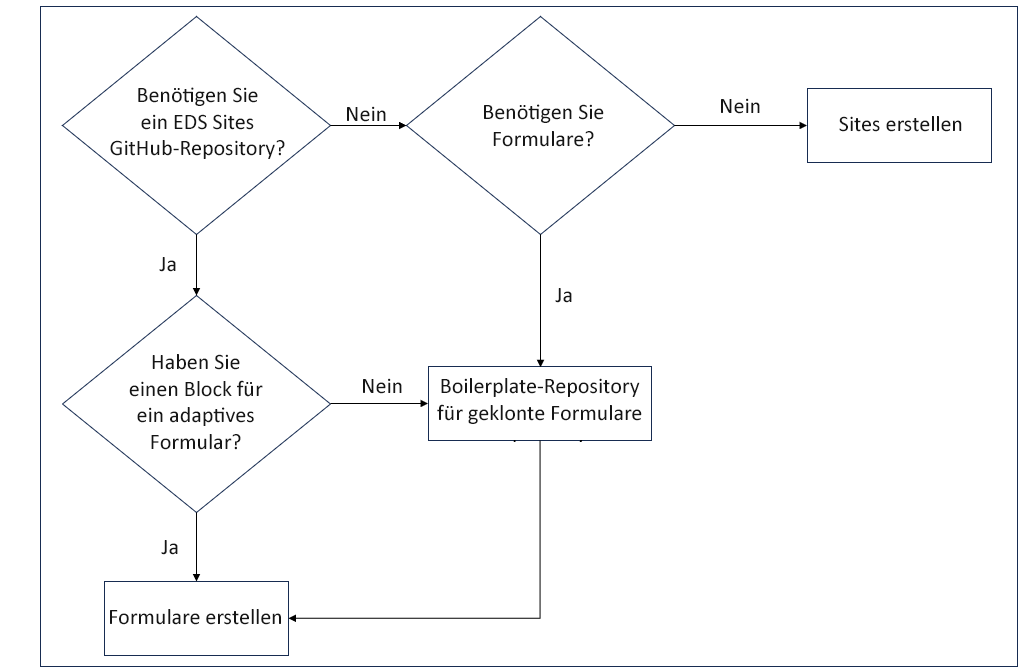 Benötigen Sie
ein EDS Sites
GitHub-Repository?
Nein
Benötigen Sie
Formulare?
Nein
Sites erstellen
Ja
Ja
Haben Sie
einen Block für
ein adaptives
Formular?
Nein
Boilerplate-Repository
für geklonte Formulare
Ja
Formulare erstellen